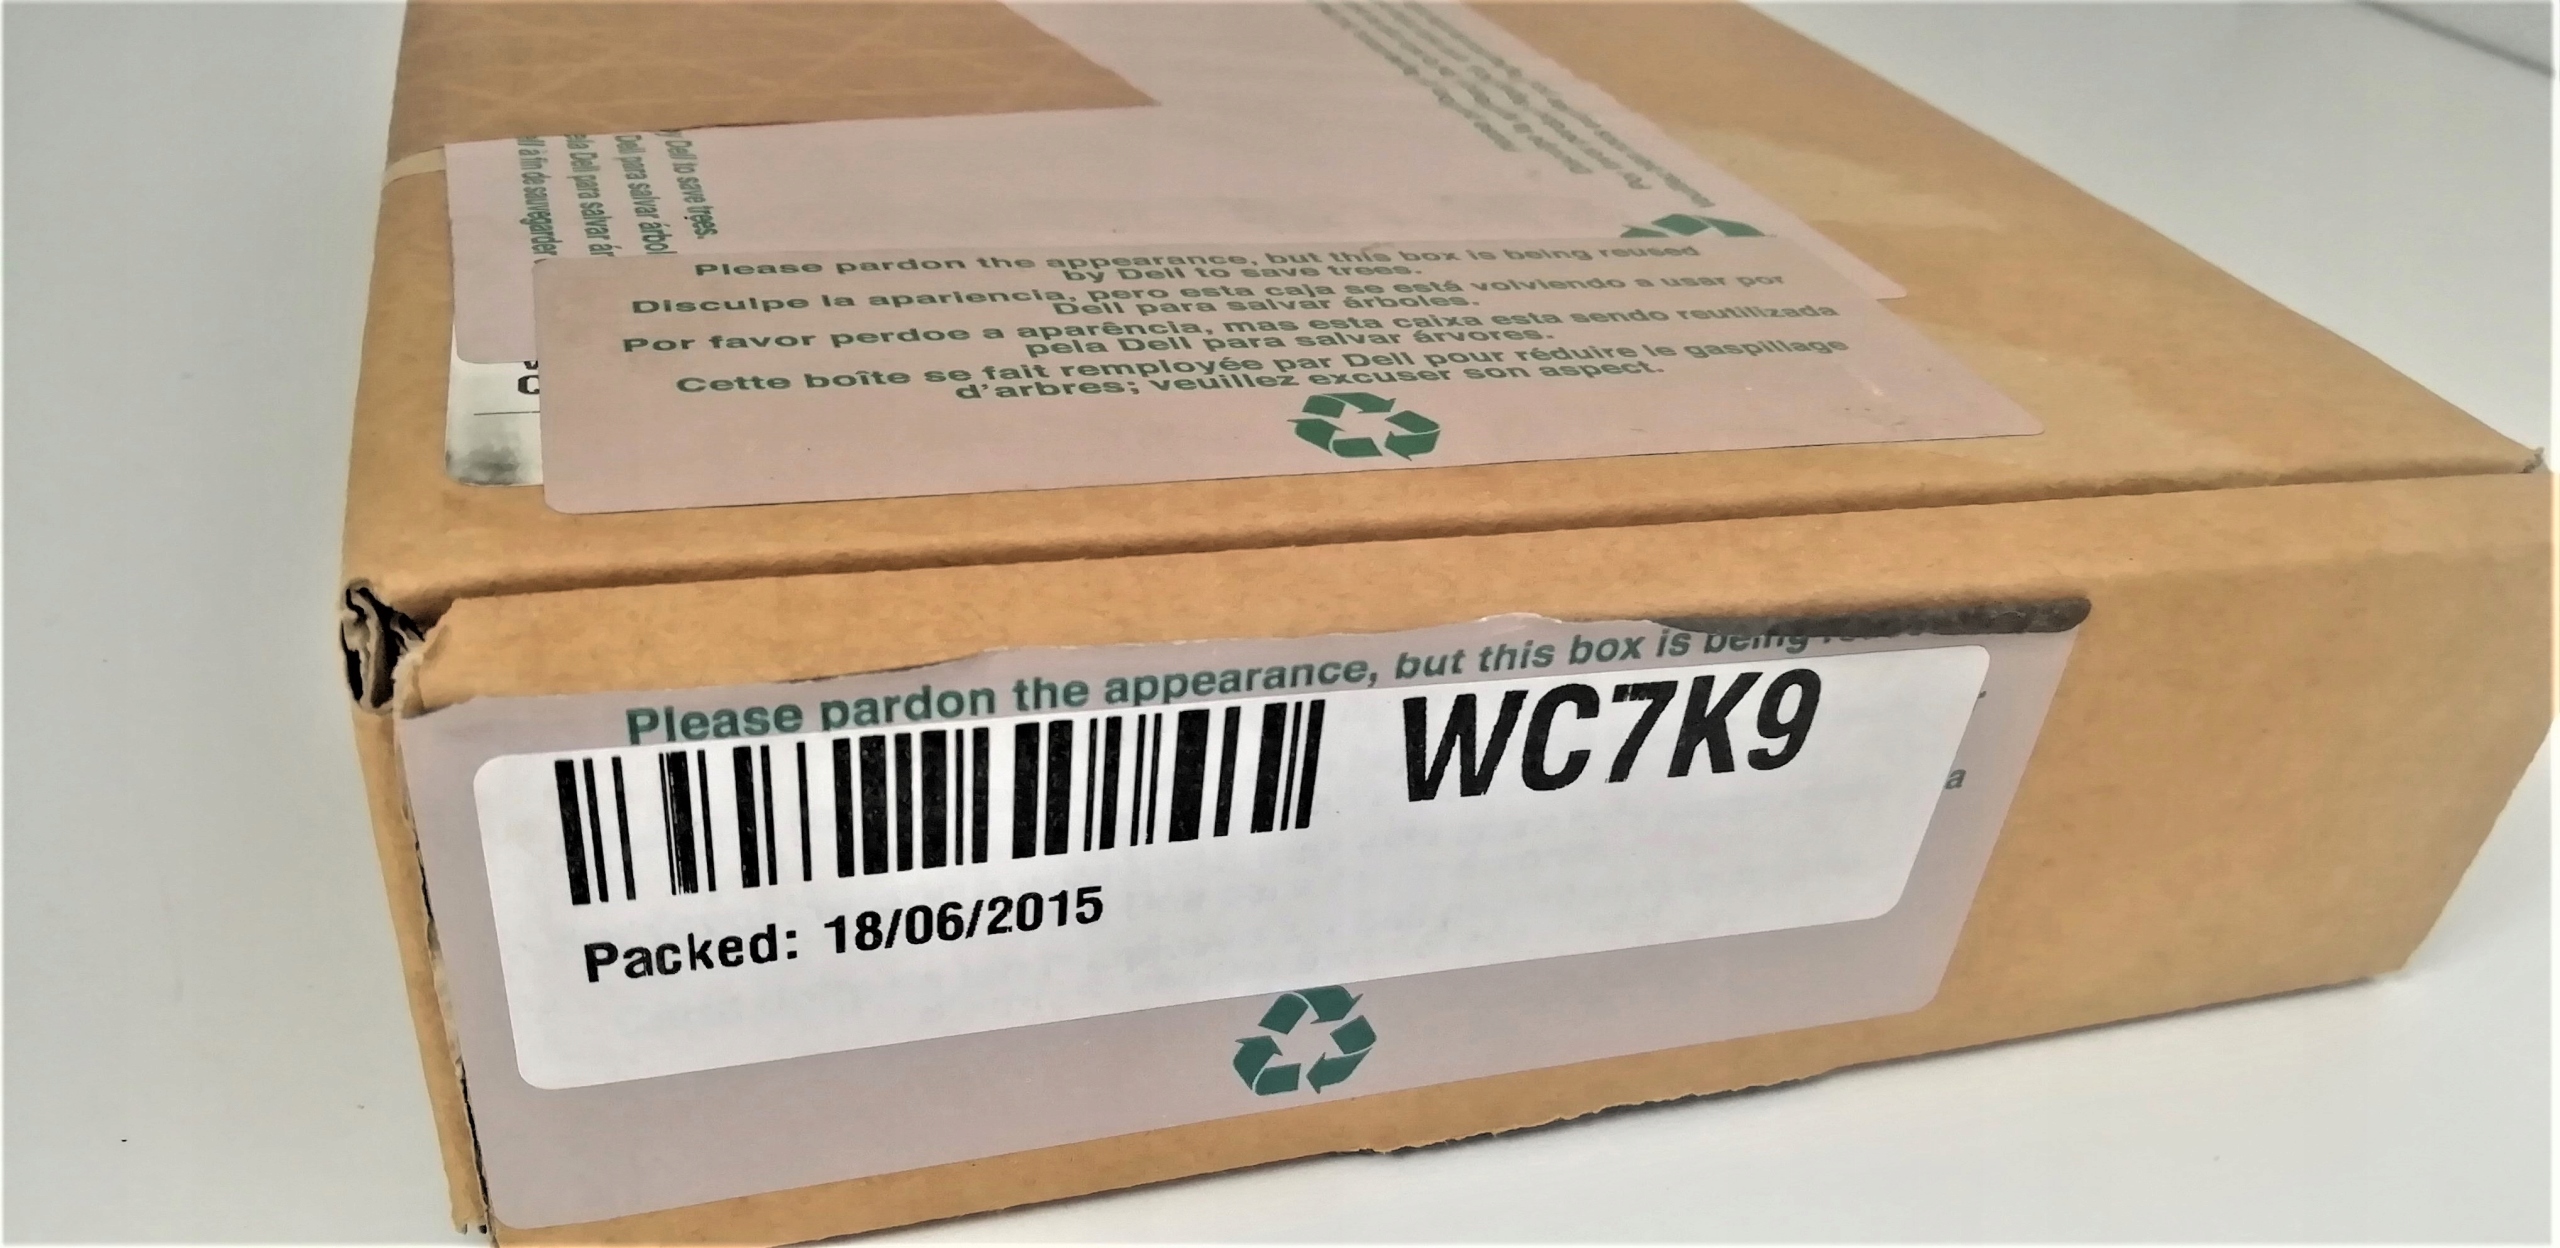 y Dell to save trees.
Dell para salvar árbol
ela Dell para salvar ár
ell à fin de sauvegarder
Please pardon the appearance, but this box is being reused
by Dell to save trees.
Disculpe la apariencia, pero esta caja se está volviendo a usar por
Dell para salvar árboles.
Por favor perdoe a aparência, mas esta caixa esta sendo reutilizada
pela Dell para salvar árvores.
Cette boîte se fait remployée par Dell pour réduire le gaspillage
d'arbres; veuillez excuser son aspect.
Please pardon the appearance, but this box is being
WC7K9
a
Packed: 18/06/2015